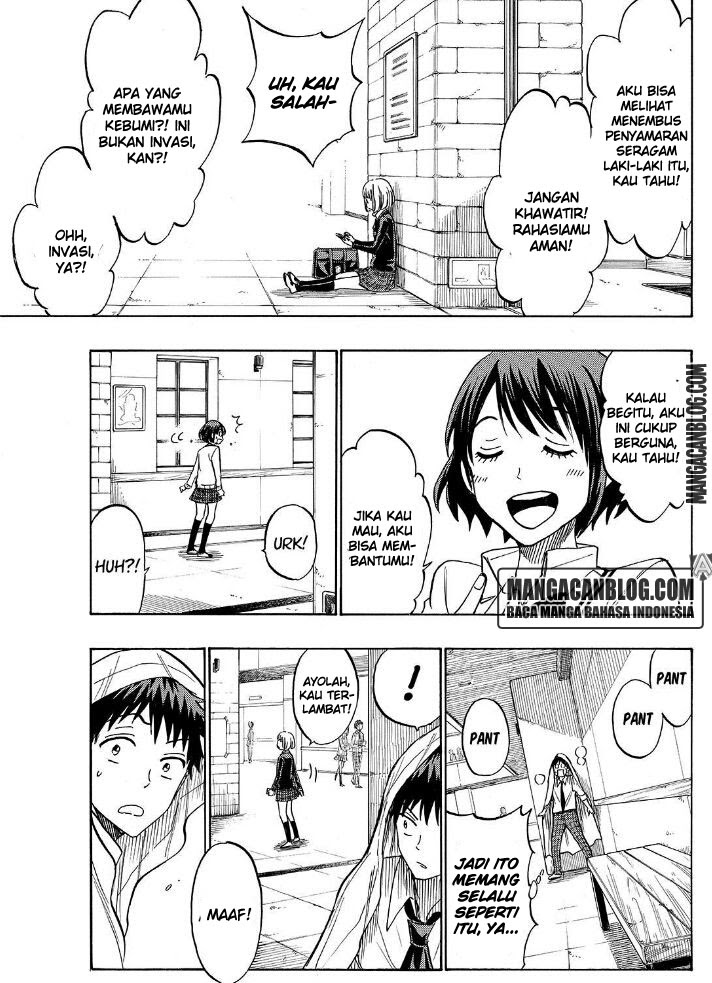 AKU BISA
MELIHAT
MENEMBUS
PENYAMARAN
SERAGAM
LAKI-LAKI ITU,
KAU TAHU!
JANGAN
KHAWATIR!
RAHASIAMU
AMAN!
UH, KAU
SALAH-
APA YANG
MEMBAWAMU
KEBUMI?! INI
BUKAN INVASI,
KAN?!
OHH,
INVASI,
YA?!
KALAU
BEGITU, AKU
INI CUKUP
BERGUNA,
KAU TAHU!
JIKA KAU
MAU, AKU
BISA MEM-
BANTUMU!
URK!
HUH?!
MANGACANBLOG.COM
MANGACANBLOG.COM
BACA MANGA BAHASA INDONESIA
PANT
PANT
PANT
JADI ITO
MEMANG
SELALU
SEPERTI
ITU, YA...
!
AYOLAH,
KAU TER-
LAMBAT!
MAAF!